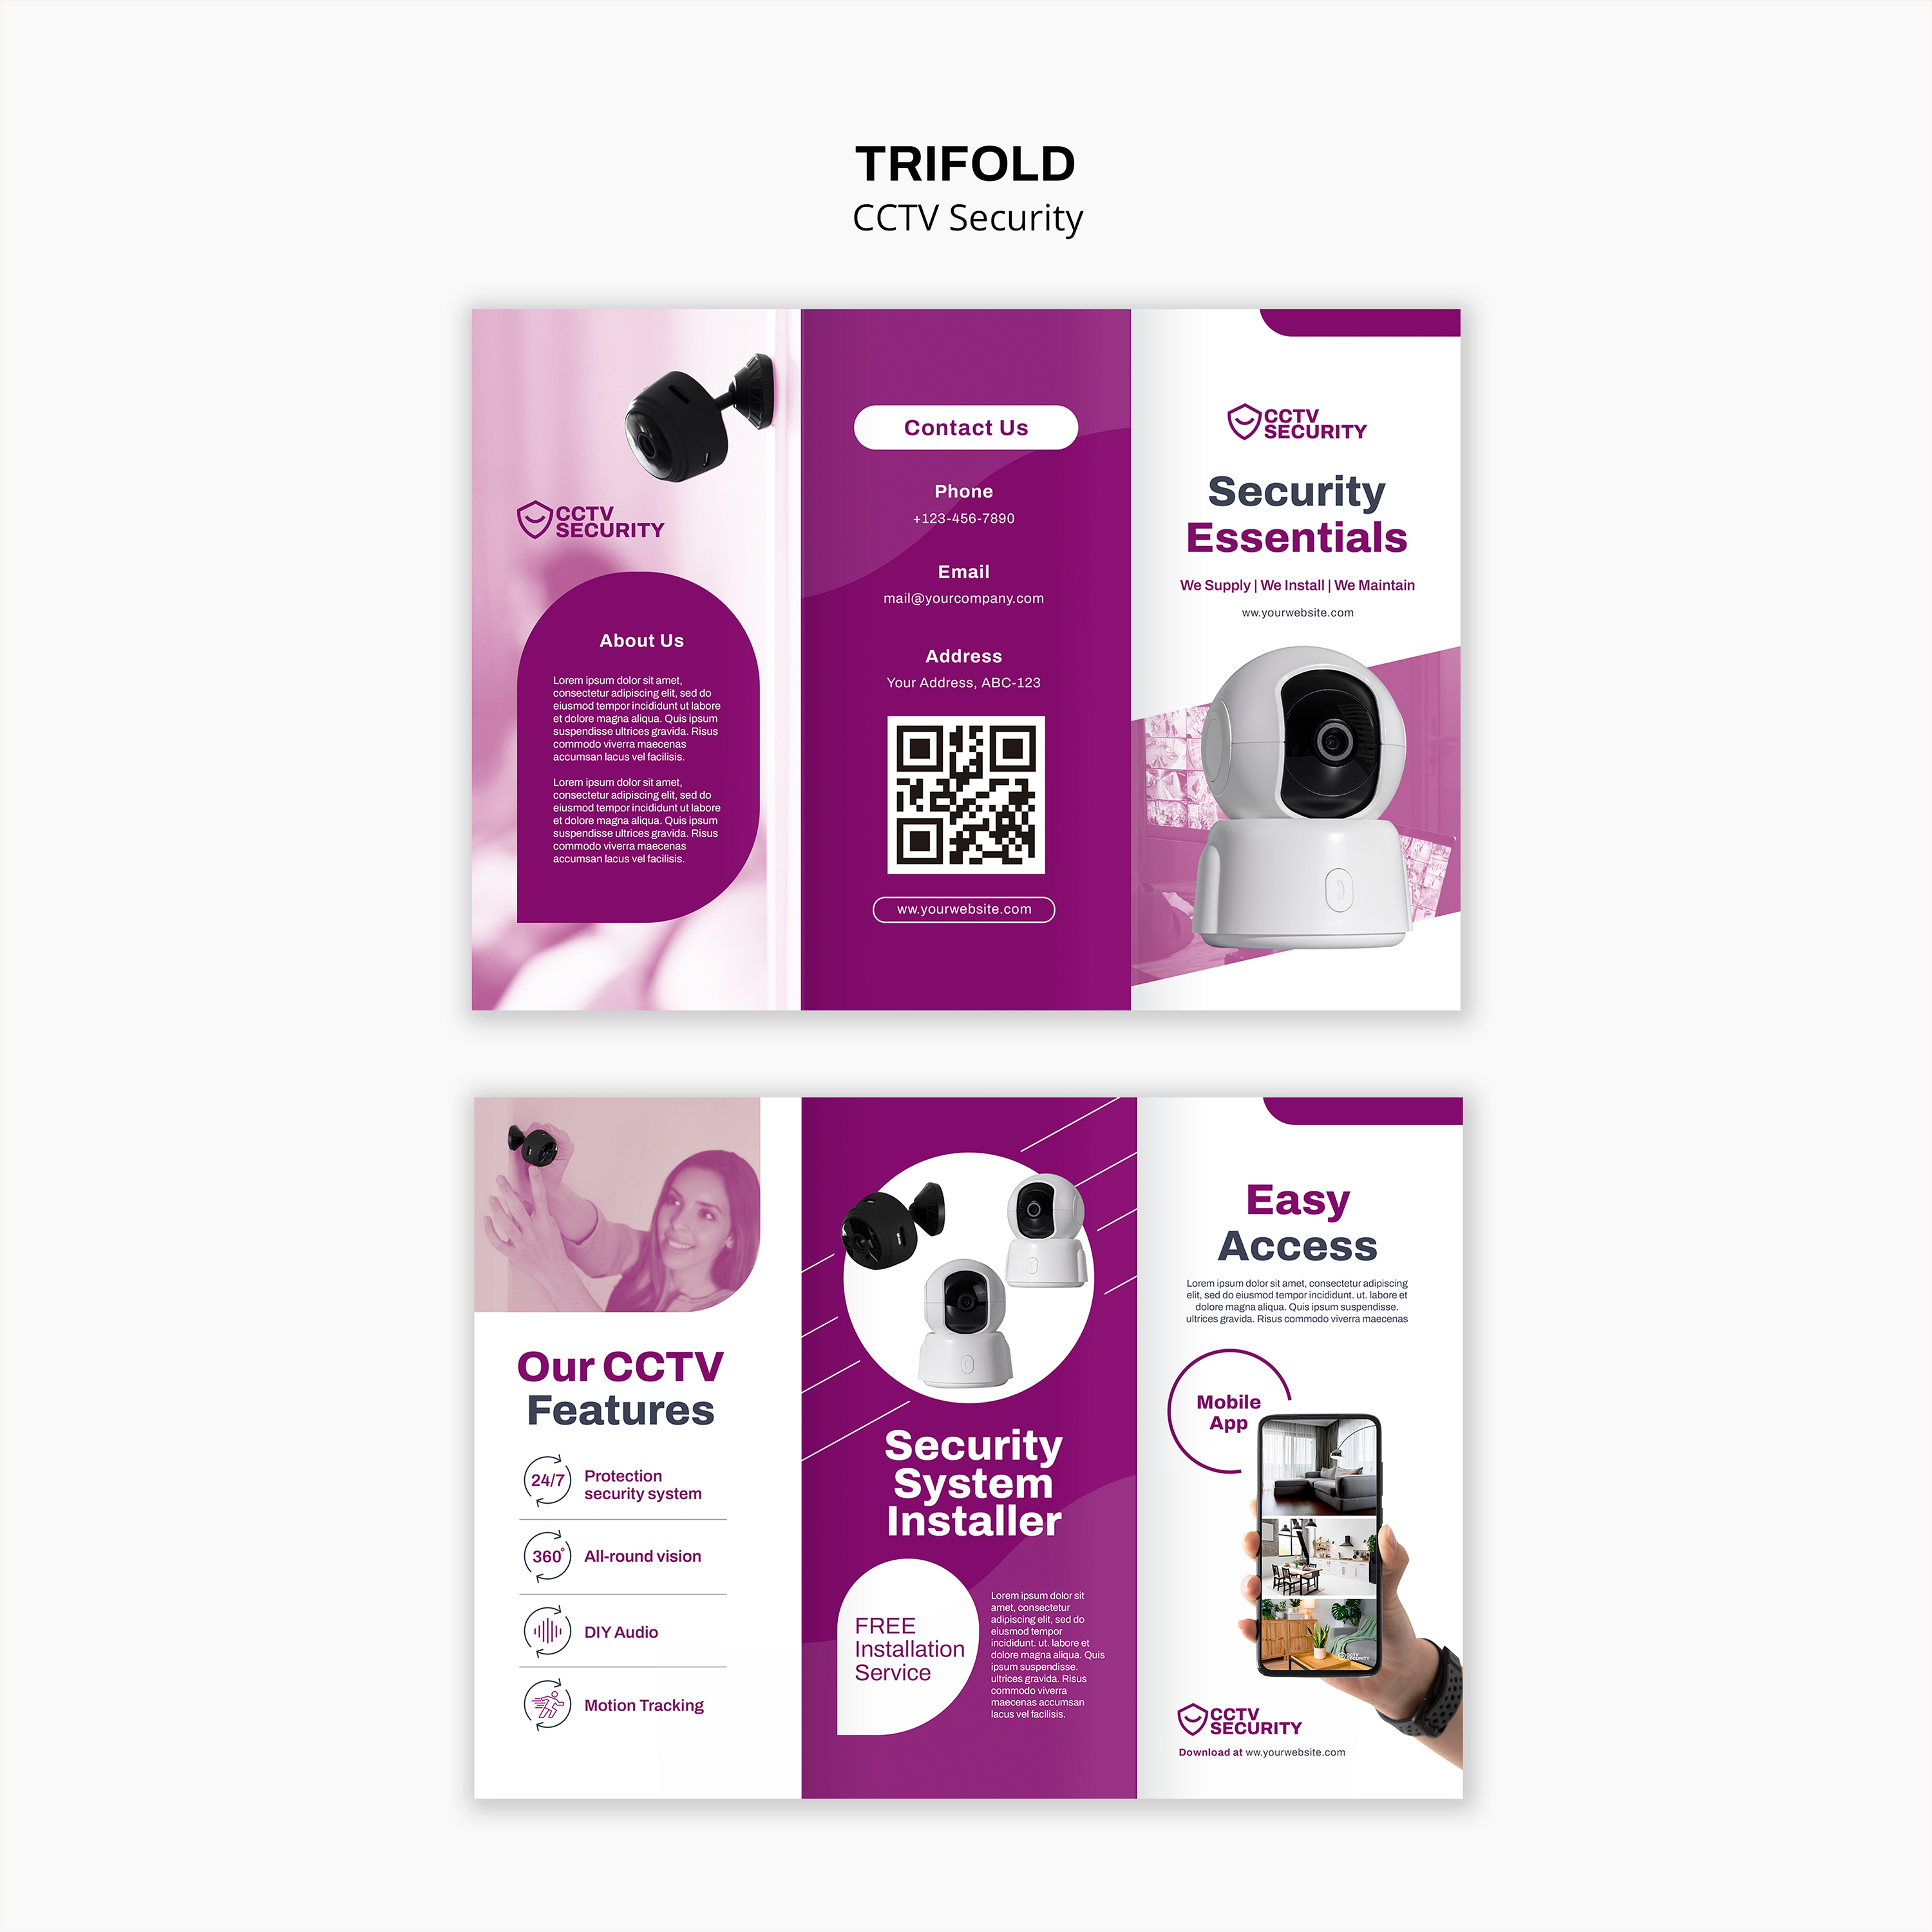 TRIFOLD
CCTV Security
CCTV
SECURITY
About Us
Lorem ipsum dolor sit amet,
consectetur adipiscing elit, sed do
eiusmod tempor incididunt ut labore
et dolore magna aliqua. Quis ipsum
suspendisse ultrices gravida. Risus
commodo viverra maecenas
accumsan lacus vel facilisis.
Lorem ipsum dolor sit amet,
consectetur adipiscing elit, sed do
eiusmod tempor incididunt ut labore
et dolore magna aliqua. Quis ipsum
suspendisse ultrices gravida. Risus
commodo viverra maecenas
accumsan lacus vel facilisis.
Contact Us
Phone
+123-456-7890
Email
mail@yourcompany.com
Address
Your Address, ABC-123
ww.yourwebsite.com
CCTV
SECURITY
Security
Essentials
We Supply | We Install | We Maintain
ww.yourwebsite.com
Our CCTV
Features
24/7
Protection
security system
360°
All-round vision
DIY Audio
Motion Tracking
Security
System
Installer
FREE
Installation
Service
Lorem ipsum dolor sit
amet, consectetur
adipiscing elit, sed do
eiusmod tempor
incididunt. ut. labore et
dolore magna aliqua. Quis
ipsum suspendisse.
ultrices gravida. Risus
commodo viverra
maecenas accumsan
lacus vel facilisis.
Easy
Access
Lorem ipsum dolor sit amet, consectetur adipiscing
elit, sed do eiusmod tempor incididunt. ut. labore et
dolore magna aliqua. Quis ipsum suspendisse.
ultrices gravida. Risus commodo viverra maecenas
Mobile
App
CCTV
SECURITY
CCTV
SECURITY
Download at ww.yourwebsite.com